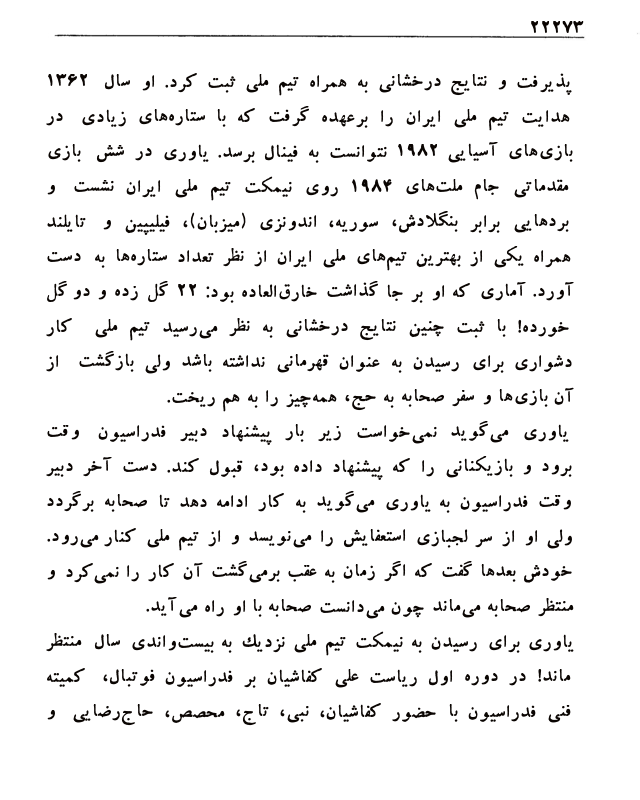 ۲۲۲۷۳
پذیرفت و نتایج درخشانی به همراه تیم ملی ثبت کرد. او سال ۱۳۶۲
هدایت تیم ملی ایران را برعهده گرفت که با ستاره‌های زیادی در
بازی‌های آسیایی ۱۹۸۲ نتوانست به فینال برسد. یاوری در شش بازی
مقدماتی جام ملت‌های ۱۹۸۴ روی نیمکت تیم ملی ایران نشست و
بردهایی برابر بنگلادش، سوریه، اندونزی (میزبان)، فیلیپین و تایلند
همراه یکی از بهترین تیم‌های ملی ایران از نظر تعداد ستاره‌ها به دست
آورد. آماری که او بر جا گذاشت خارق‌العاده بود: ۲۲ گل زده و دو گل
خورده! با ثبت چنین نتایج درخشانی به نظر می‌رسید تیم ملی کار
دشواری برای رسیدن به عنوان قهرمانی نداشته باشد ولی بازگشت از
آن بازی‌ها و سفر صحابه به حج، همه‌چیز را به هم ریخت.
یاوری می‌گوید نمی‌خواست زیر بار پیشنهاد دبیر فدراسیون وقت
برود و بازیکنانی را که پیشنهاد داده بود، قبول کند. دست آخر دبیر
وقت فدراسیون به یاوری می‌گوید به کار ادامه دهد تا صحابه برگردد
ولی او از سر لجبازی استعفایش را می‌نویسد و از تیم ملی کنار می‌رود.
خودش بعدها گفت که اگر زمان به عقب برمی‌گشت آن کار را نمی‌کرد و
منتظر صحابه می‌ماند چون می‌دانست صحابه با او راه می‌آید.
یاوری برای رسیدن به نیمکت تیم ملی نزدیك به بیست‌واندی سال منتظر
ماند! در دوره اول ریاست علی کفاشیان بر فدراسیون فوتبال، کمیته
فنی فدراسیون با حضور کفاشیان، نبی، تاج، محصص، حاج‌رضایی و